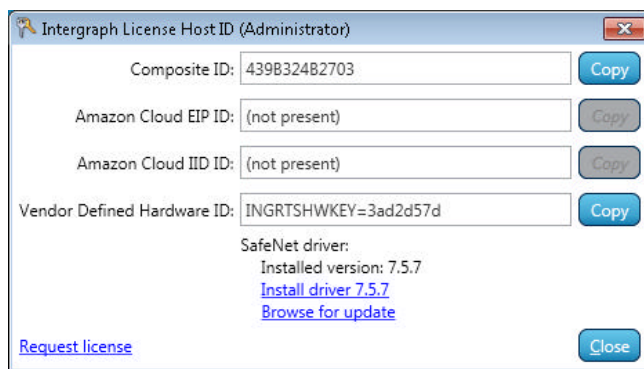 Intergraph License Host ID (Administrator)
Composite ID: 439B324B2703 Copy
Amazon Cloud EIP ID: (not present) Copy
Amazon Cloud IID ID: (not present) Copy
Vendor Defined Hardware ID: INGRTSHWKEY=3ad2d57d Copy
SafeNet driver:
Installed version: 7.5.7
Install driver 7.5.7
Browse for update
Request license Close